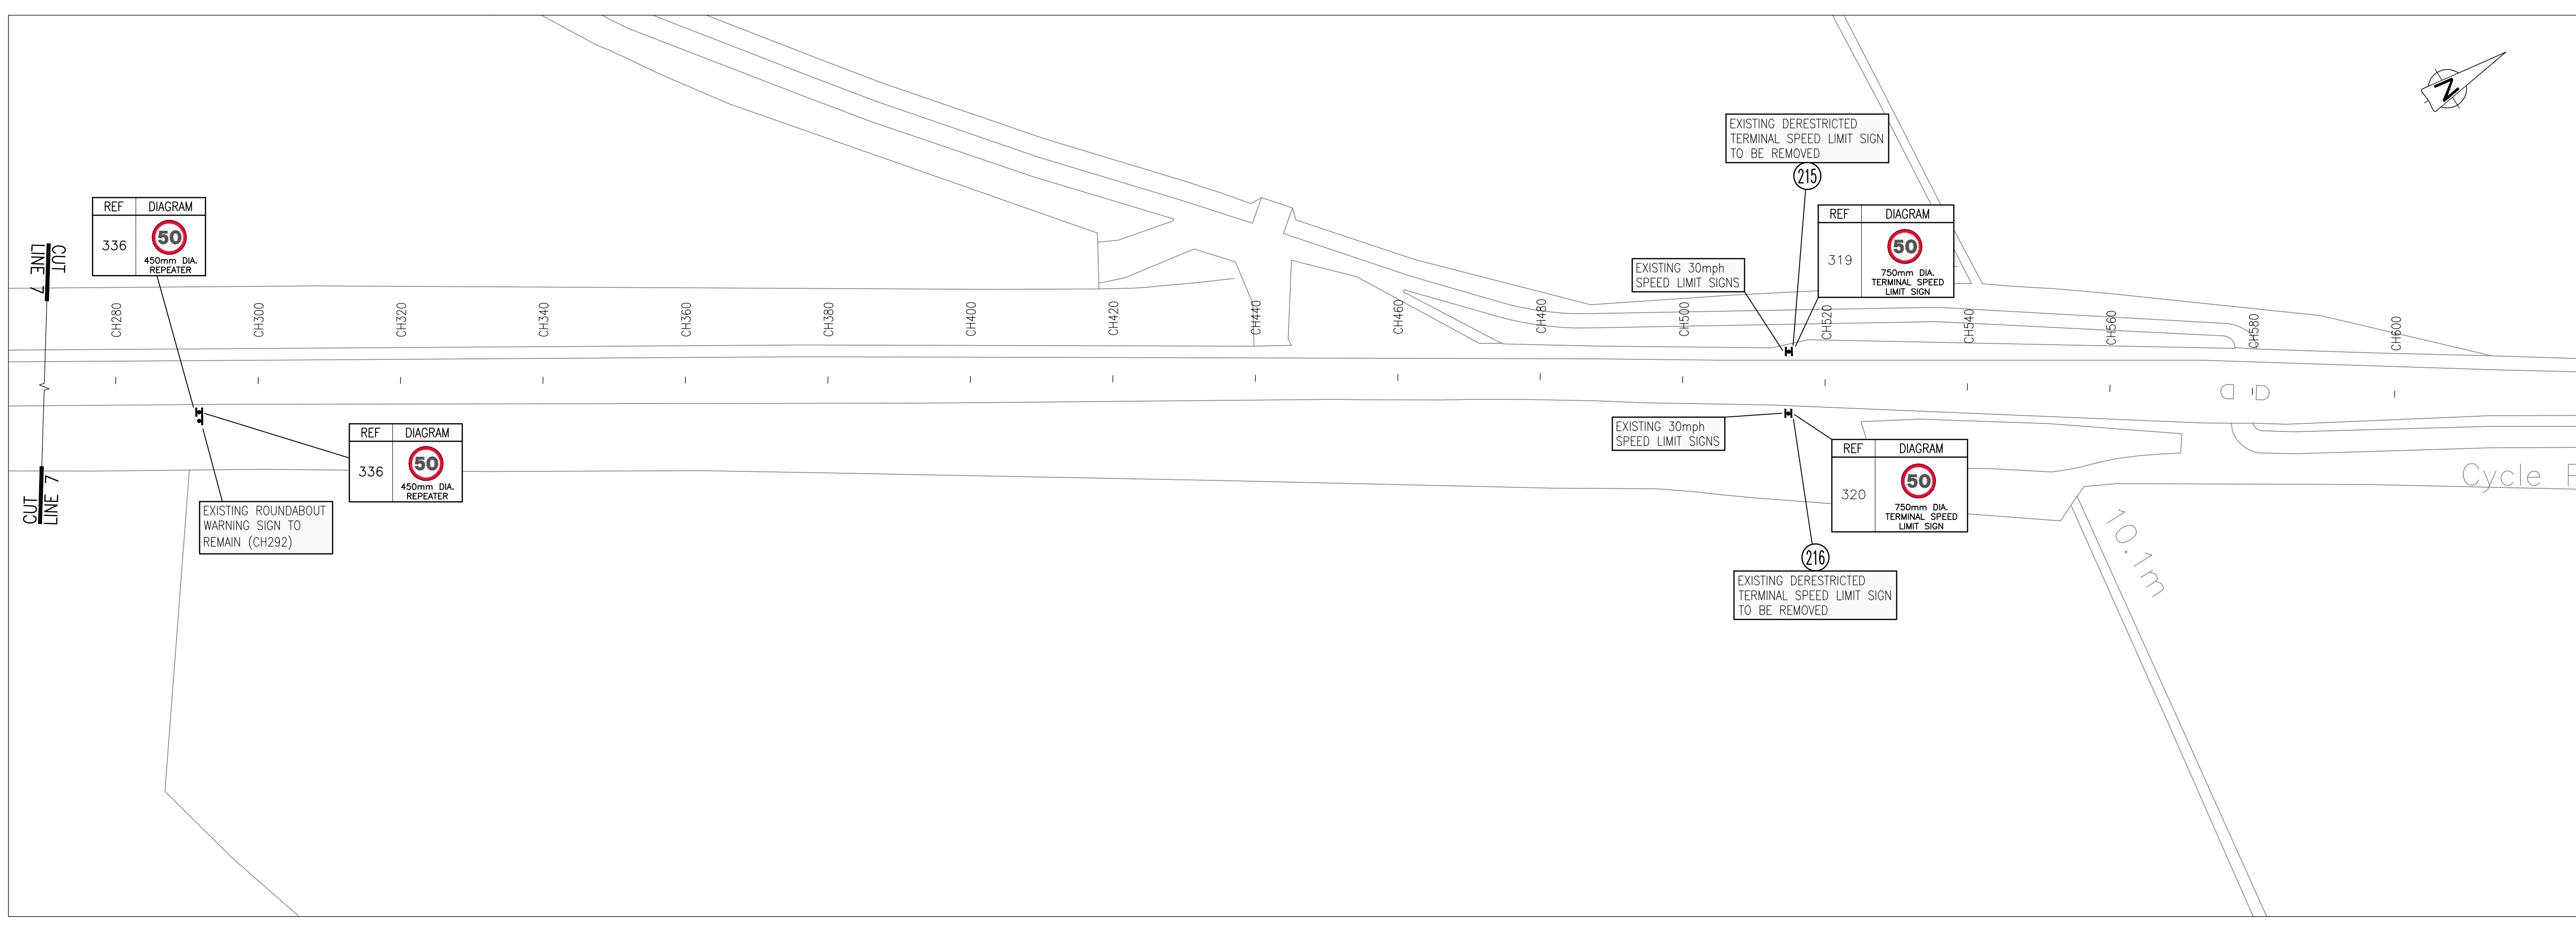 N
EXISTING DERESTRICTED
TERMINAL SPEED LIMIT SIGN
TO BE REMOVED
215
REF DIAGRAM
336
50
450mm DIA.
REPEATER
CUT
LINE 7
REF DIAGRAM
319
50
750mm DIA.
TERMINAL SPEED
LIMIT SIGN
EXISTING 30mph
SPEED LIMIT SIGNS
CH280
CH300
CH320
CH340
CH360
CH380
CH400
CH420
CH440
CH460
CH480
CH500
CH520
CH540
CH560
CH580
CH600
EXISTING 30mph
SPEED LIMIT SIGNS
REF DIAGRAM
336
50
450mm DIA.
REPEATER
REF DIAGRAM
320
50
750mm DIA.
TERMINAL SPEED
LIMIT SIGN
CUT
LINE 7
EXISTING ROUNDABOUT
WARNING SIGN TO
REMAIN (CH292)
Cycle
10.1m
216
EXISTING DERESTRICTED
TERMINAL SPEED LIMIT SIGN
TO BE REMOVED